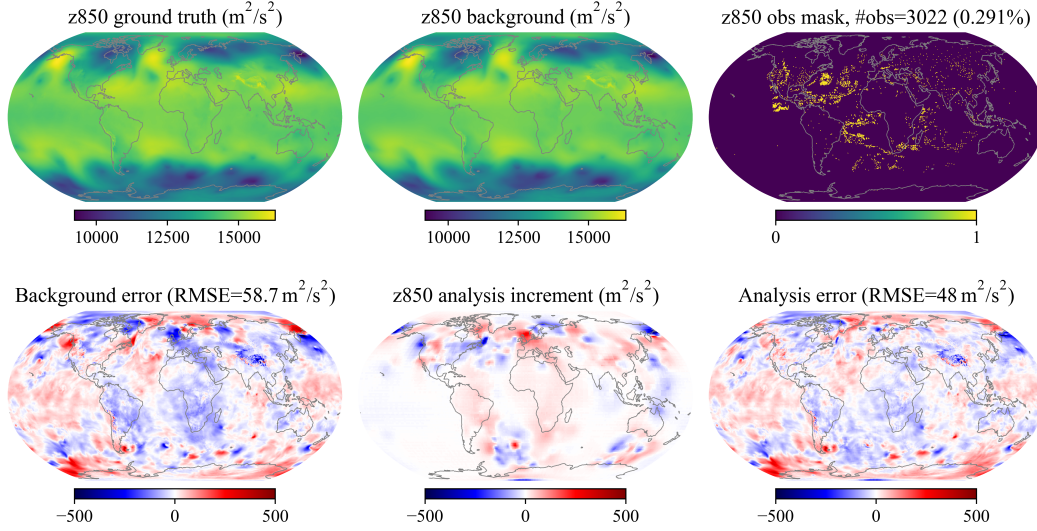 z850 ground truth (m²/s²)
z850 background (m²/s²)
z850 obs mask, #obs=3022 (0.291%)
10000 12500 15000
10000 12500 15000
0 1
Background error (RMSE=58.7 m²/s²)
z850 analysis increment (m²/s²)
Analysis error (RMSE=48 m²/s²)
−500 0 500
−500 0 500
−500 0 500